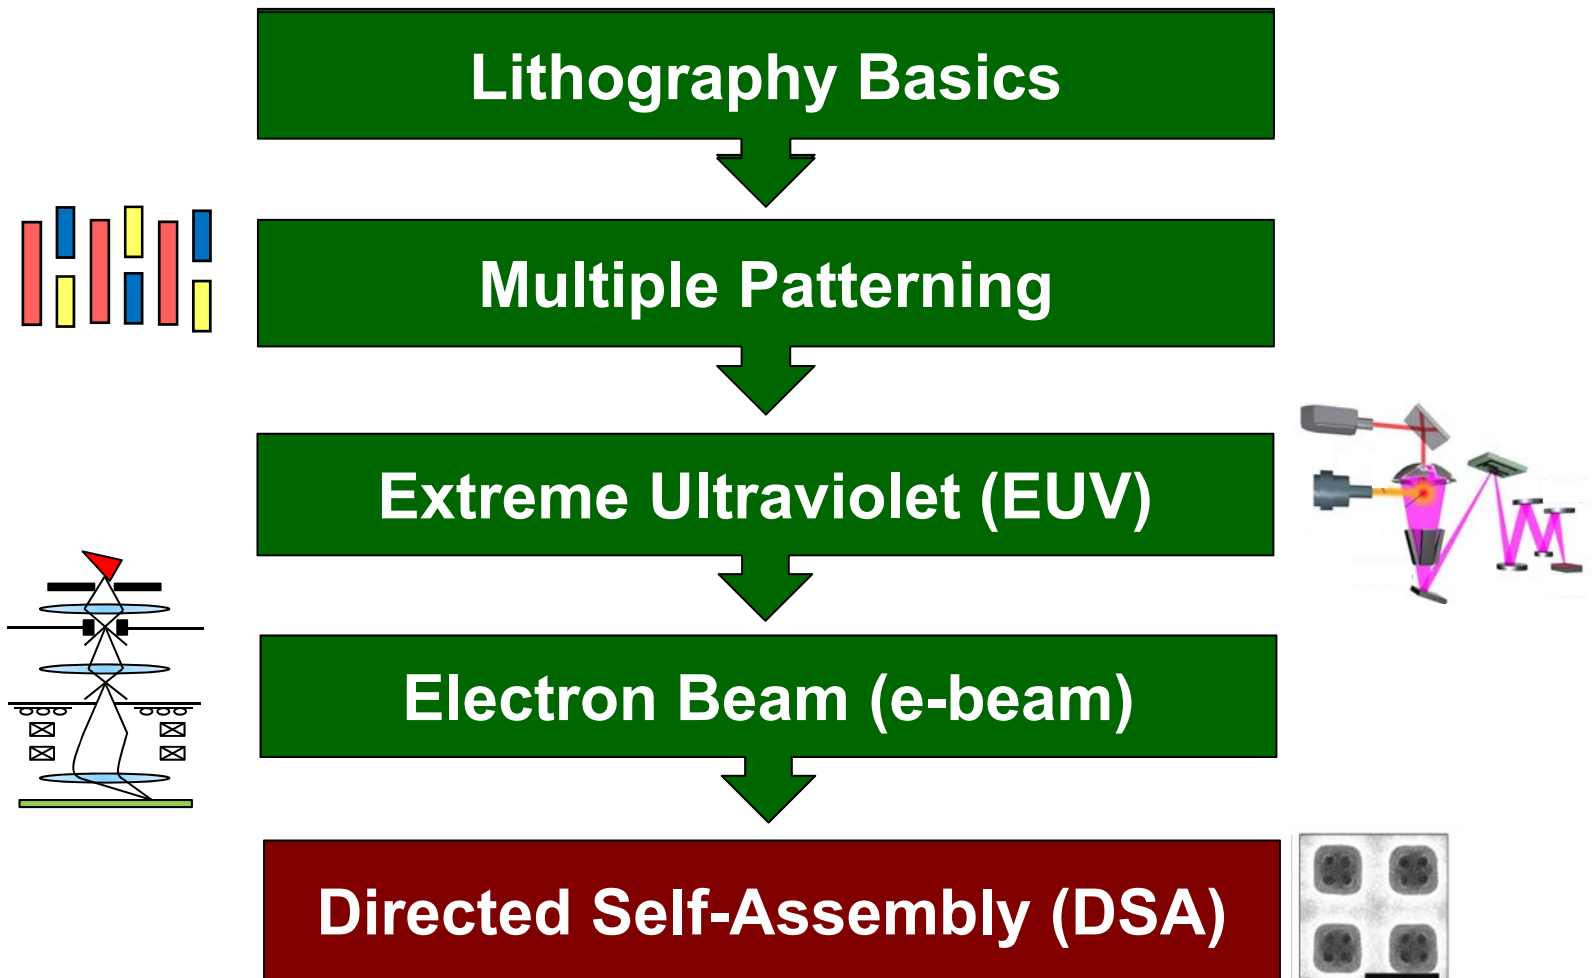 Lithography Basics
Multiple Patterning
Extreme Ultraviolet (EUV)
Electron Beam (e-beam)
Directed Self-Assembly (DSA)